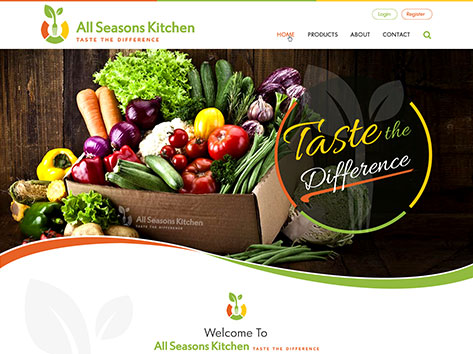 Login
Register
All Seasons Kitchen
TASTE THE DIFFERENCE
HOME
PRODUCTS
ABOUT
CONTACT
Taste the
Difference
All Seasons Kitchen
TASTE THE DIFFERENCE
Welcome To
All Seasons Kitchen TASTE THE DIFFERENCE